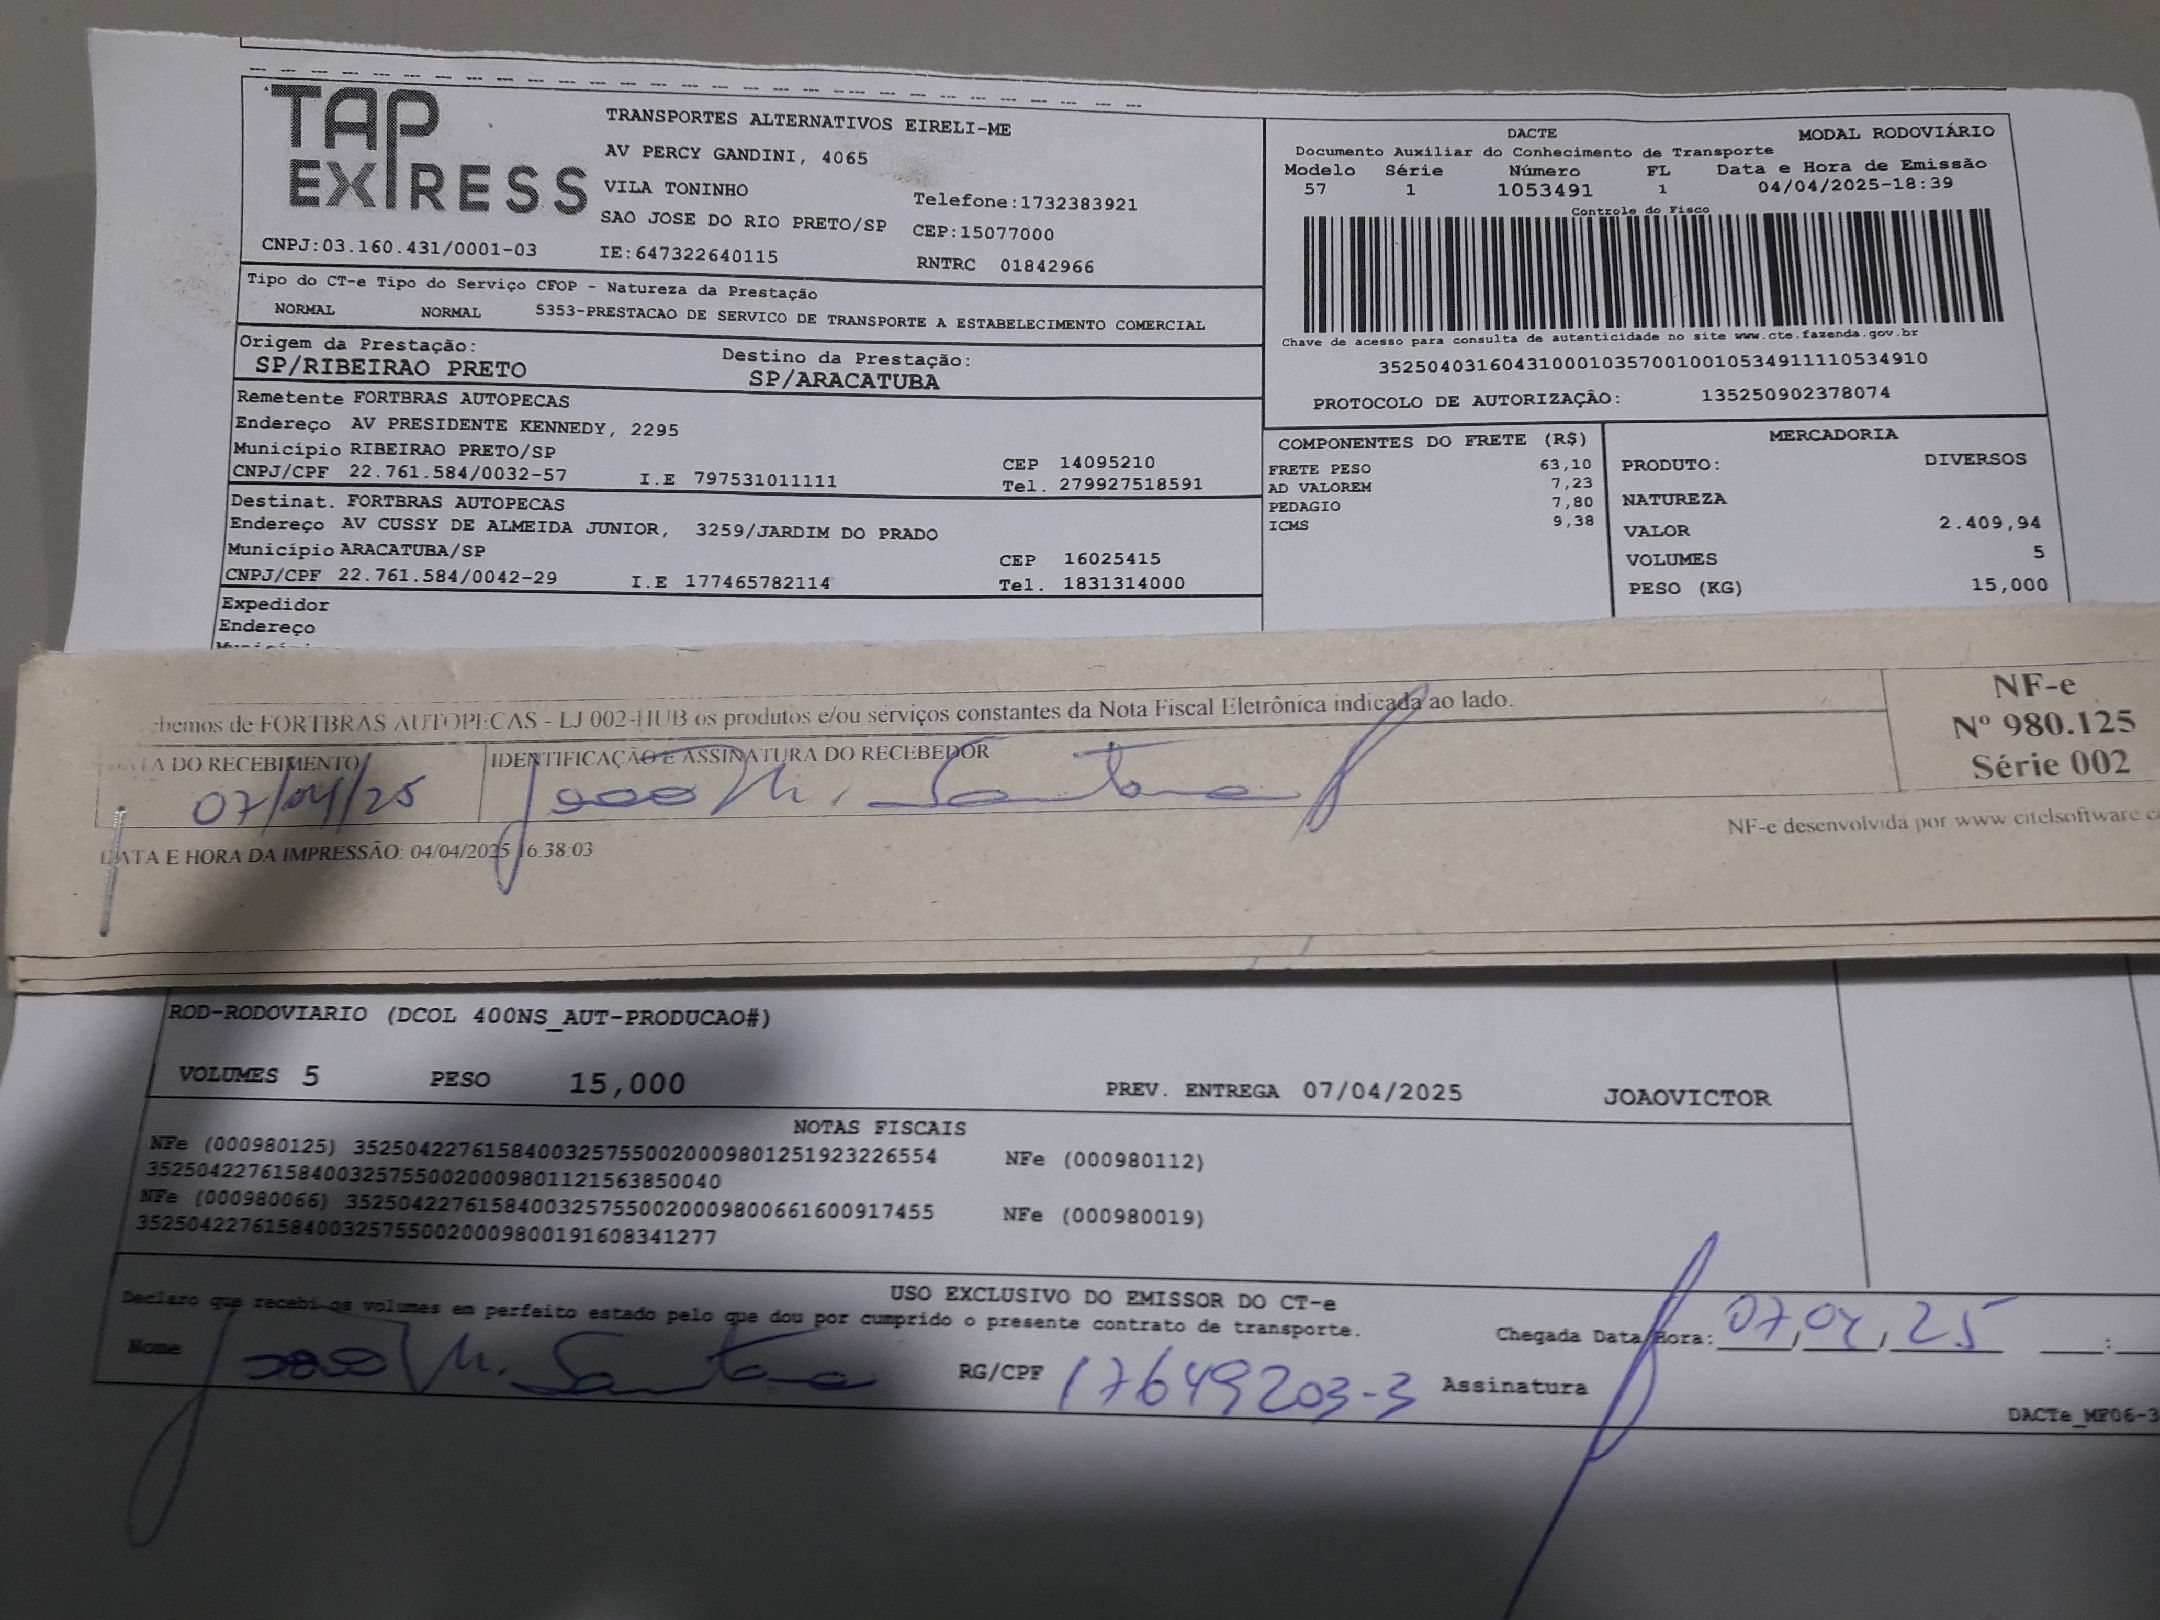 TAP EXPRESS
TRANSPORTES ALTERNATIVOS EIRELI-ME
AV PERCY GANDINI, 4065
VILA TONINHO
Telefone:1732383921
SAO JOSE DO RIO PRETO/SP CEP:15077000
CNPJ:03.160.431/0001-03 IE:647322640115 RNTRC 01842966
DACTE MODAL RODOVIÁRIO
Documento Auxiliar do Conhecimento de Transporte
Modelo Série Número FL Data e Hora de Emissão
57 1 1053491 1 04/04/2025-18:39
Controle do Fisco
Chave de acesso para consulta de autenticidade no site www.cte.fazenda.gov.br
35250403160431000103570010010534911110534910
PROTOCOLO DE AUTORIZAÇÂO: 135250902378074
Tipo do CT-e Tipo do Serviço CFOP - Natureza da Prestação
NORMAL NORMAL 5353-PRESTACAO DE SERVICO DE TRANSPORTE A ESTABELECIMENTO COMERCIAL
Origem da Prestação: Destino da Prestação:
SP/RIBEIRAO PRETO SP/ARACATUBA
Remetente FORTBRAS AUTOPECAS
Endereço AV PRESIDENTE KENNEDY, 2295
Município RIBEIRAO PRETO/SP CEP 14095210
CNPJ/CPF 22.761.584/0032-57 I.E 797531011111 Tel. 279927518591
Destinat. FORTBRAS AUTOPECAS
Endereço AV CUSSY DE ALMEIDA JUNIOR, 3259/JARDIM DO PRADO
Município ARACATUBA/SP CEP 16025415
CNPJ/CPF 22.761.584/0042-29 I.E 177465782114 Tel. 1831314000
Expedidor
Endereço
COMPONENTES DO FRETE (R$)
FRETE PESO 63,10
AD VALOREM 7,23
PEDAGIO 7,80
ICMS 9,38
MERCADORIA
PRODUTO: DIVERSOS
NATUREZA
VALOR 2.409,94
VOLUMES 5
PESO (KG) 15,000
bemos de FORTBRAS AUTOPECAS - LJ 002-HUB os produtos e/ou serviços constantes da Nota Fiscal Eletrônica indicada ao lado.
NF-e
Nº 980.125
Série 002
TA DO RECEBIMENTO IDENTIFICAÇÃO E ASSINATURA DO RECEBEDOR
07/04/25 Joao M. Santana
DATA E HORA DA IMPRESSÃO: 04/04/2025 16:38:03
NF-e desenvolvida por www citelsoftware
ROD-RODOVIARIO (DCOL 400NS_AUT-PRODUCAO#)
VOLUMES 5 PESO 15,000 PREV. ENTREGA 07/04/2025 JOAOVICTOR
NOTAS FISCAIS
NFe (000980125) 35250422761584003257550020009801251923226554 NFe (000980112)
35250422761584003257550020009801121563850040
NFe (000980066) 35250422761584003257550020009800661600917455 NFe (000980019)
35250422761584003257550020009800191608341277
USO EXCLUSIVO DO EMISSOR DO CT-e
Declaro que recebi os volumes em perfeito estado pelo que dou por cumprido o presente contrato de transporte.
Chegada Data/Hora: 07/04/25 :
Nome Joao M. Santana RG/CPF 17649203-3 Assinatura
DACTe_MF06-3